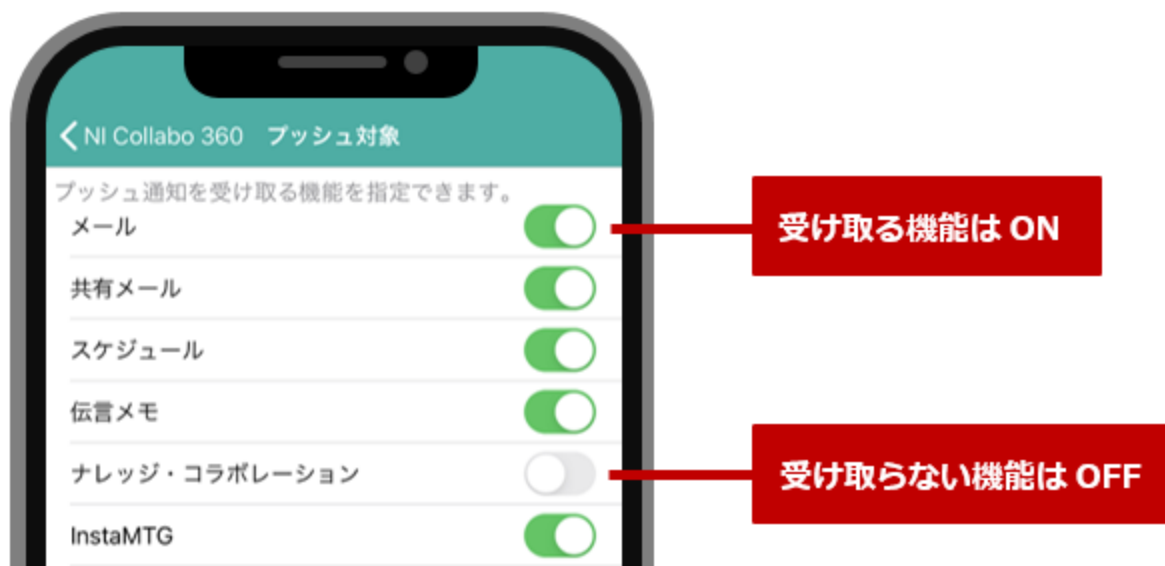 NI Collabo 360 プッシュ対象
プッシュ通知を受け取る機能を指定できます。
メール
受け取る機能は ON
共有メール
スケジュール
伝言メモ
ナレッジ・コラボレーション
受け取らない機能は OFF
InstaMTG